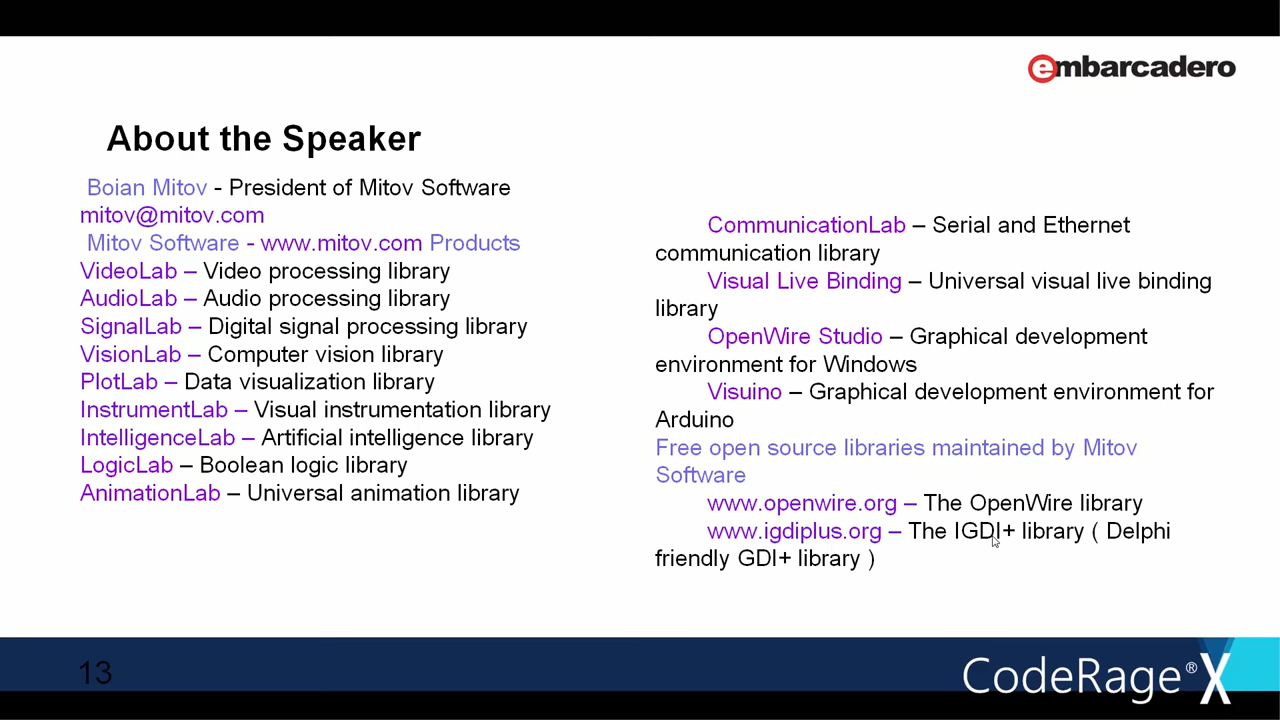 embarcadero
About the Speaker
Boian Mitov - President of Mitov Software
mitov@mitov.com
Mitov Software - www.mitov.com Products
VideoLab – Video processing library
AudioLab – Audio processing library
SignalLab – Digital signal processing library
VisionLab – Computer vision library
PlotLab – Data visualization library
InstrumentLab – Visual instrumentation library
IntelligenceLab – Artificial intelligence library
LogicLab – Boolean logic library
AnimationLab – Universal animation library
CommunicationLab – Serial and Ethernet
communication library
Visual Live Binding – Universal visual live binding
library
OpenWire Studio – Graphical development
environment for Windows
Visuino – Graphical development environment for
Arduino
Free open source libraries maintained by Mitov
Software
www.openwire.org – The OpenWire library
www.igdiplus.org – The IGDI+ library ( Delphi
friendly GDI+ library )
13
CodeRage® X